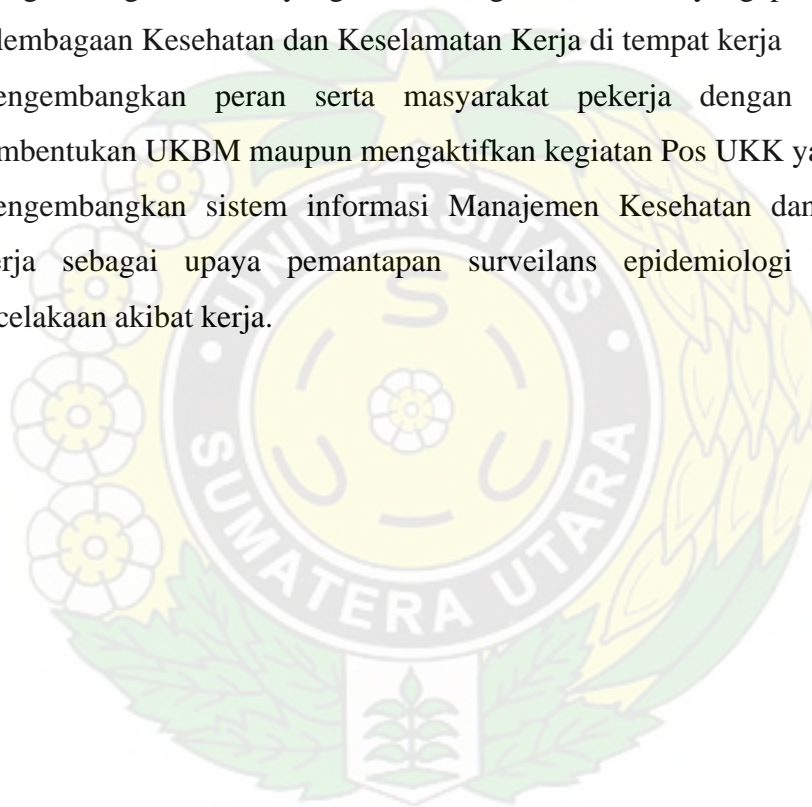 lembagaan Kesehatan dan Keselamatan Kerja di tempat kerja
engembangkan peran serta masyarakat pekerja dengan
mbentukan UKBM maupun mengaktifkan kegiatan Pos UKK ya
engembangkan sistem informasi Manajemen Kesehatan dan
erja sebagai upaya pemantapan surveilans epidemiologi
celakaan akibat kerja.
UNIVERSITAS
SUMATERA UTARA